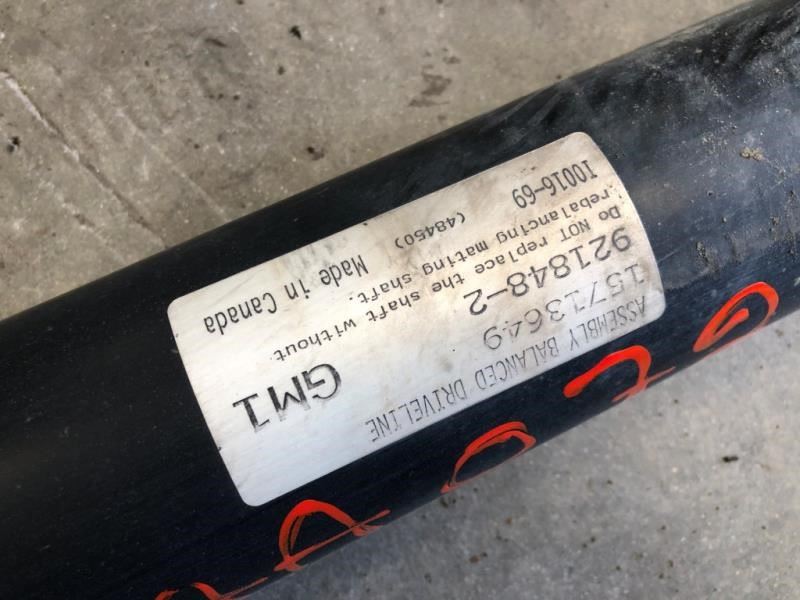 ASSEMBLY BALANCED DRIVELINE
15713649
GM1
921848-2
Do NOT replace the shaft without
rebalancing mating shaft.
I0016-69 (48450) Made in Canada